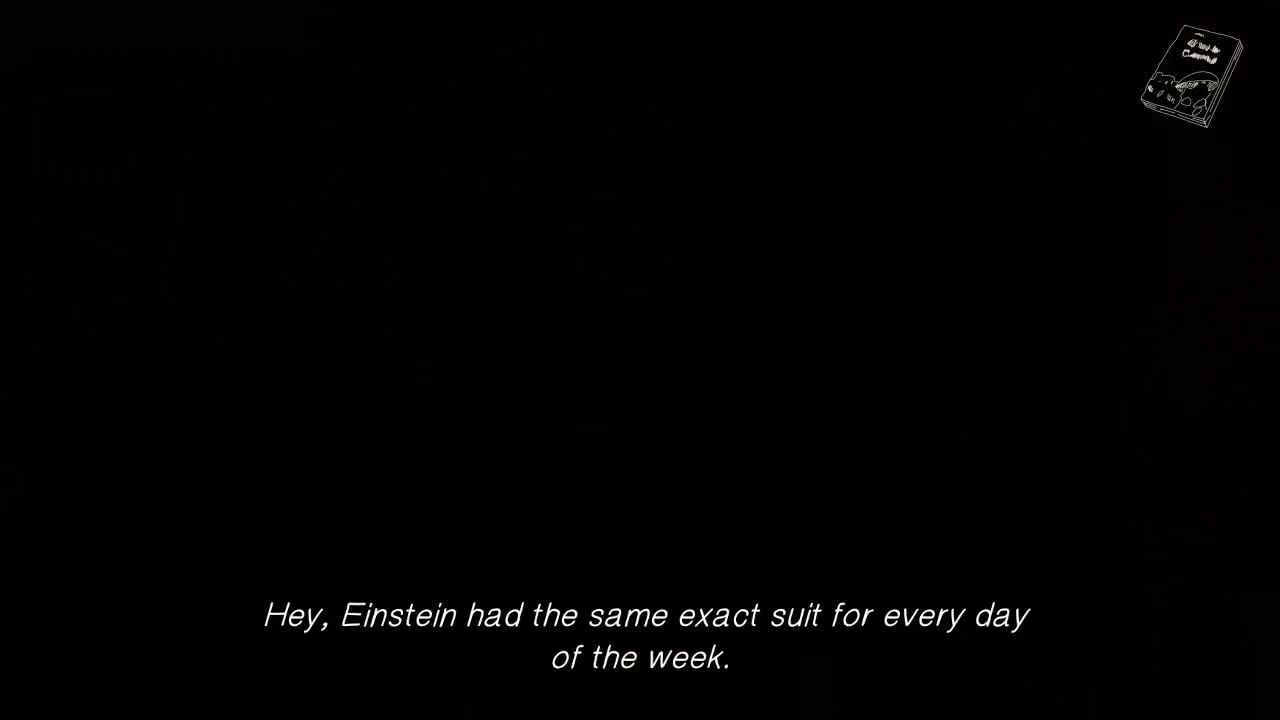 Hey, Einstein had the same exact suit for every day
of the week.